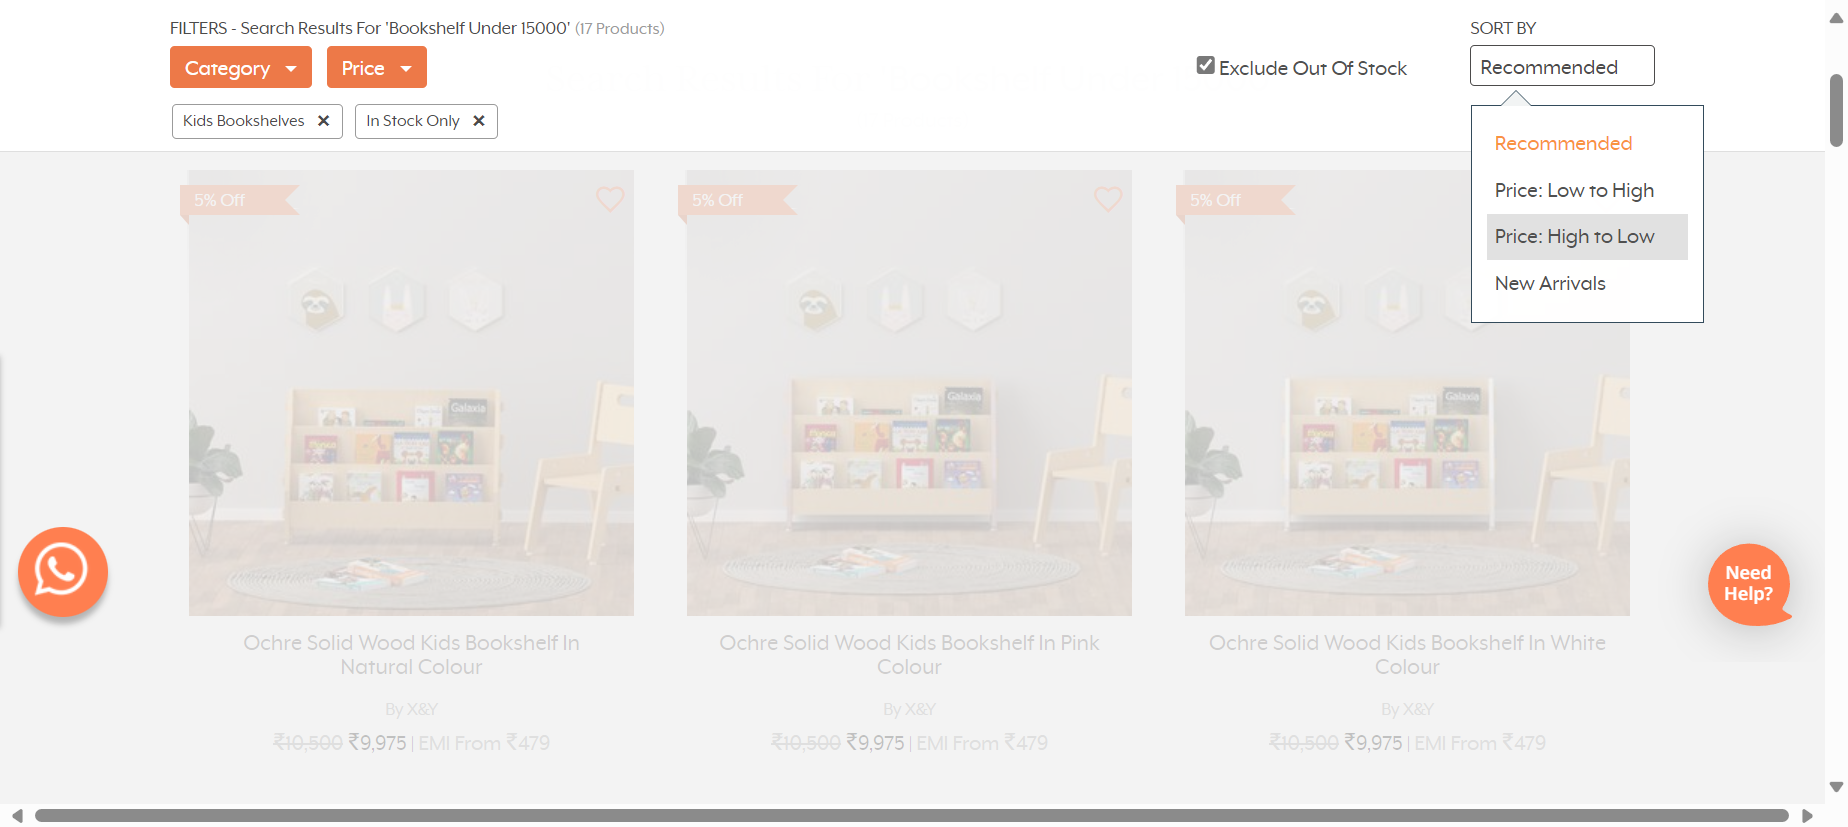 FILTERS - Search Results For 'Bookshelf Under 15000' (17 Products)
SORT BY
Category
Price
Exclude Out Of Stock
Recommended
Kids Bookshelves ✕
In Stock Only ✕
Recommended
Price: Low to High
Price: High to Low
New Arrivals
5% Off
5% Off
5% Off
Galaxia
Galaxia
Galaxia
Need
Help?
Ochre Solid Wood Kids Bookshelf In
Natural Colour
By X&Y
₹10,500 ₹9,975 | EMI From ₹479
Ochre Solid Wood Kids Bookshelf In Pink
Colour
By X&Y
₹10,500 ₹9,975 | EMI From ₹479
Ochre Solid Wood Kids Bookshelf In White
Colour
By X&Y
₹10,500 ₹9,975 | EMI From ₹479